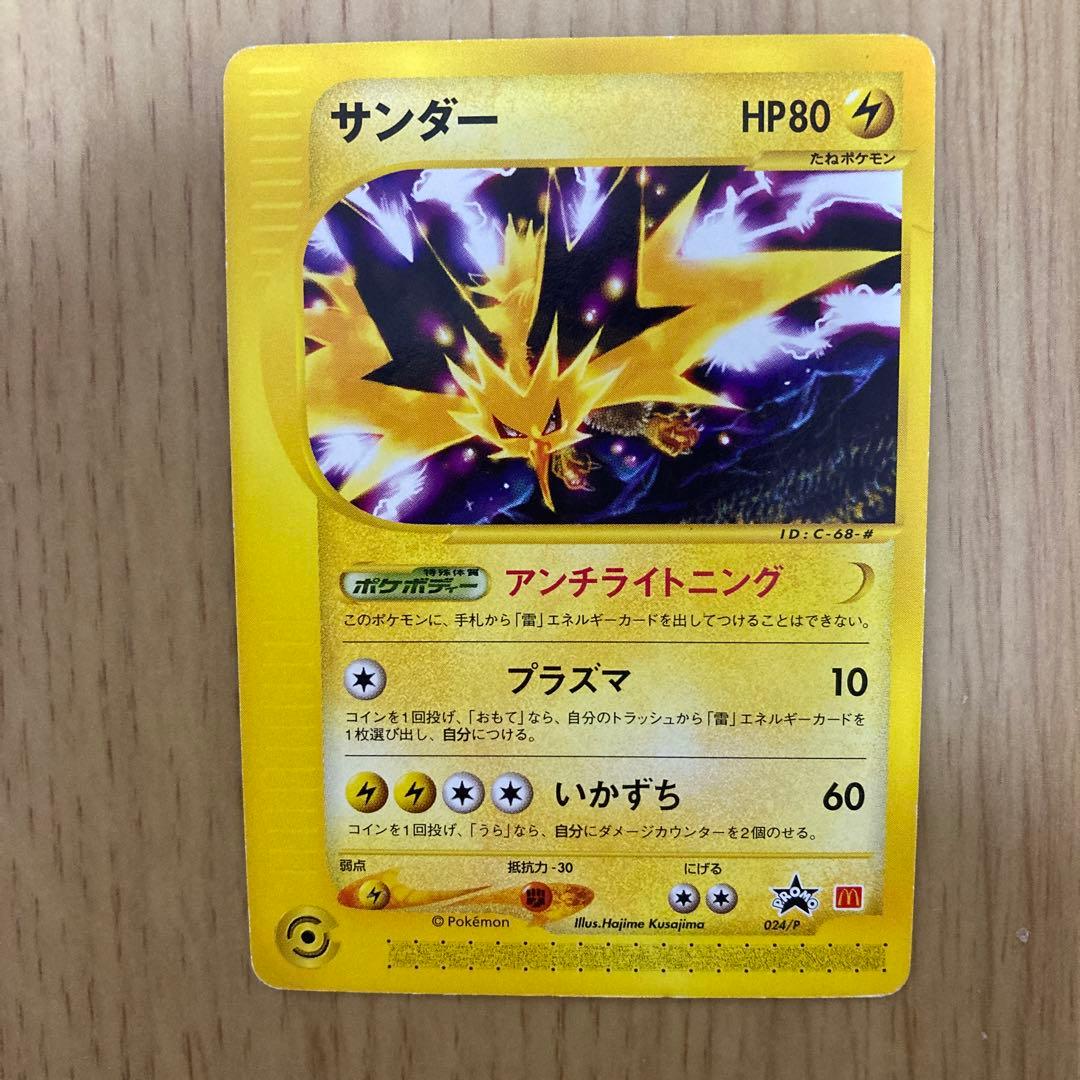 サンダー HP80
たねポケモン
ID:C-68-#
特殊体質
ポケボディー アンチライトニング
このポケモンに、手札から「雷」エネルギーカードを出してつけることはできない。
プラズマ 10
コインを1回投げ、「おもて」なら、自分のトラッシュから「雷」エネルギーカードを
1枚選び出し、自分につける。
いかずち 60
コインを1回投げ、「うら」なら、自分にダメージカウンターを2個のせる。
弱点 抵抗力-30 にげる
PROMO
© Pokémon Illus.Hajime Kusajima 024/P